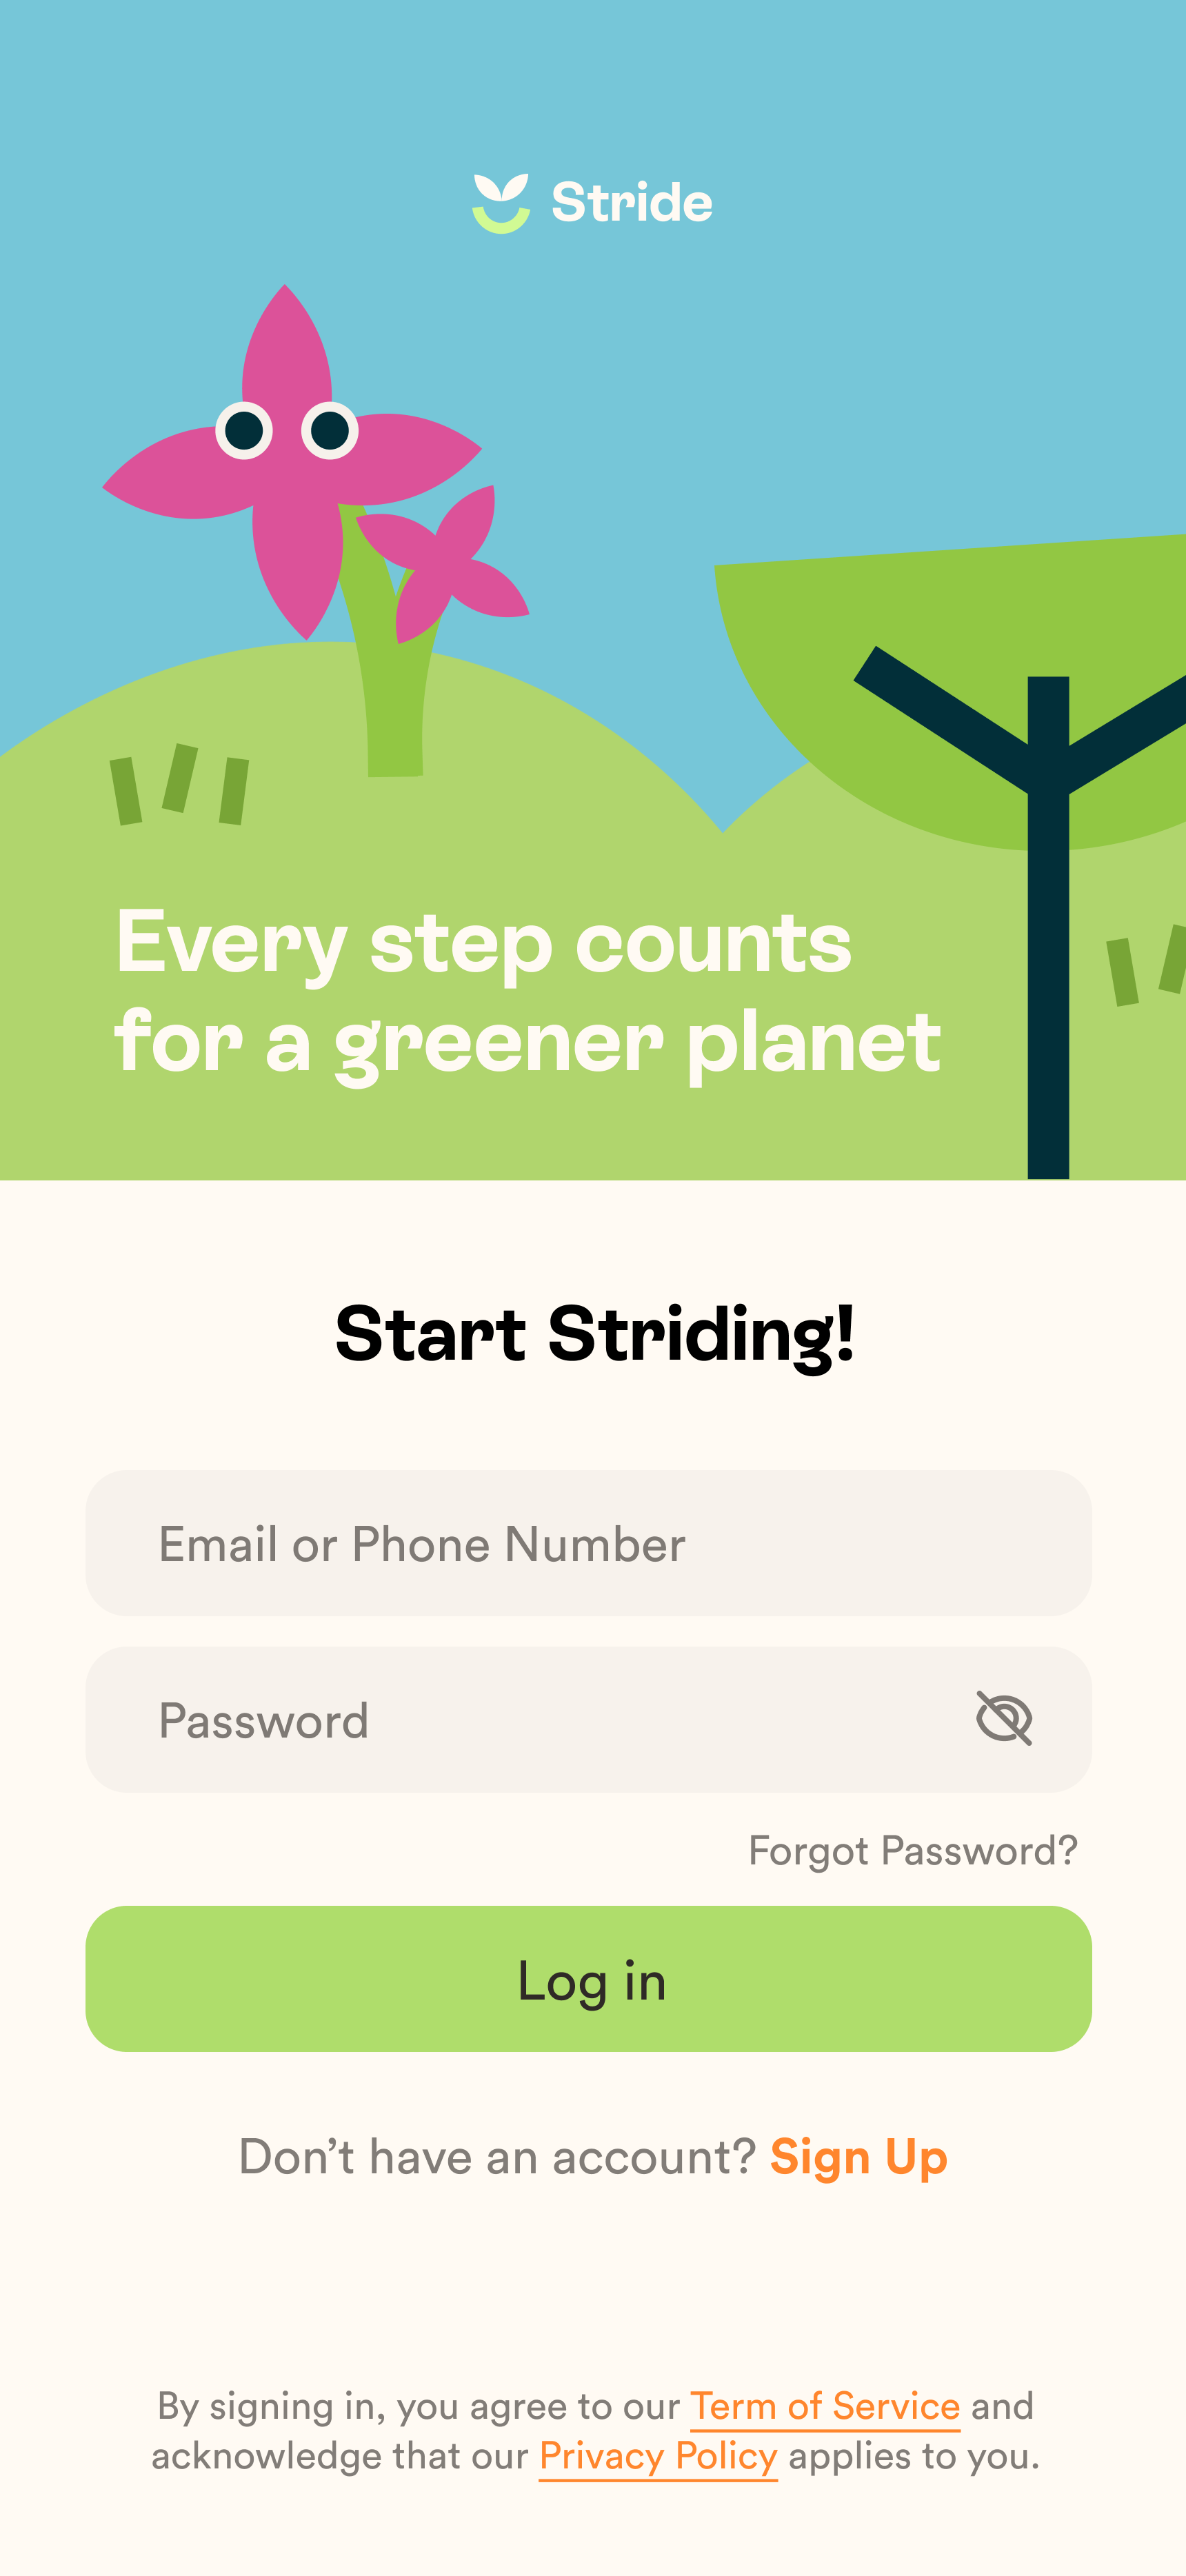 Stride
Every step counts
for a greener planet
Start Striding!
Email or Phone Number
Password
Forgot Password?
Log in
Don’t have an account? Sign Up
By signing in, you agree to our Term of Service and
acknowledge that our Privacy Policy applies to you.